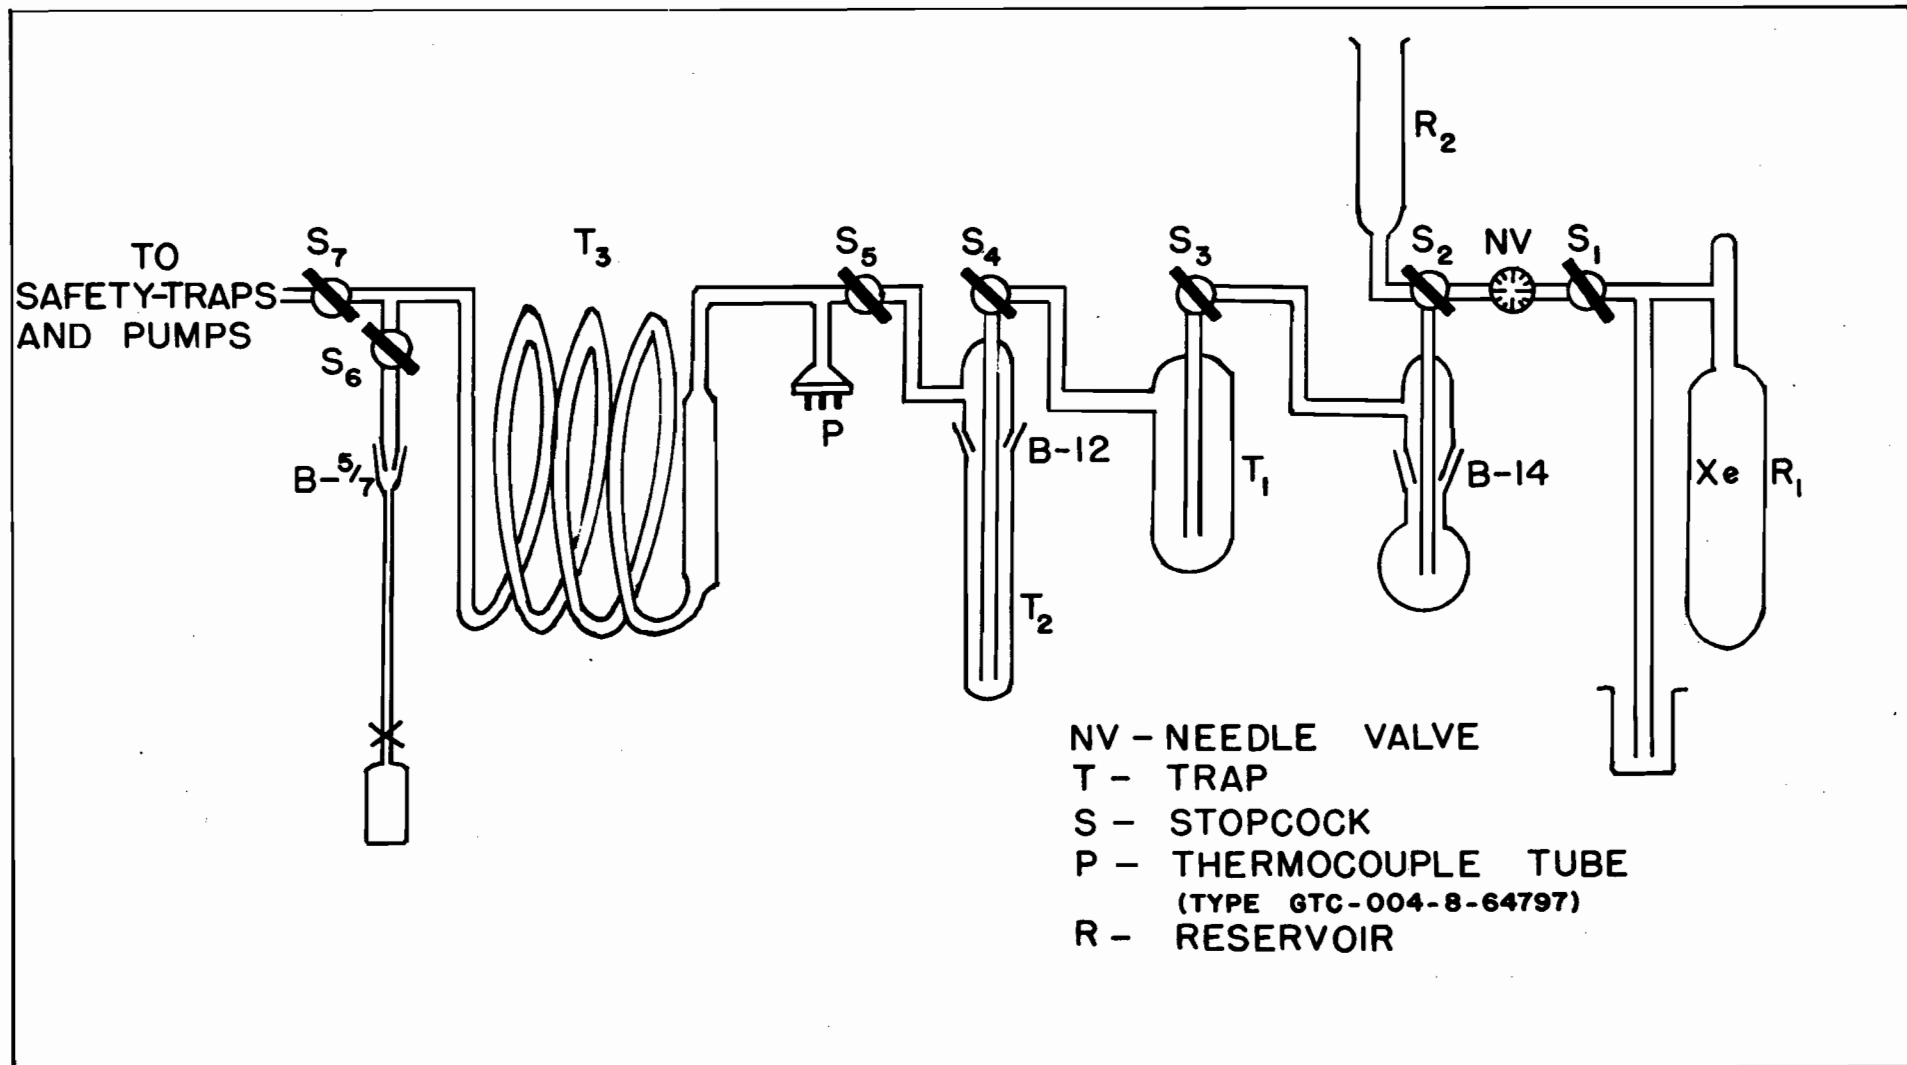 R₂
S₇
T₃
S₅
S₄
S₃
S₂
NV
S₁
TO
SAFETY-TRAPS
AND PUMPS
S₆
P
B-12
B-⁵/₇
T₁
B-14
Xe
R₁
T₂
NV – NEEDLE VALVE
T – TRAP
S – STOPCOCK
P – THERMOCOUPLE TUBE
(TYPE GTC-004-8-64797)
R – RESERVOIR